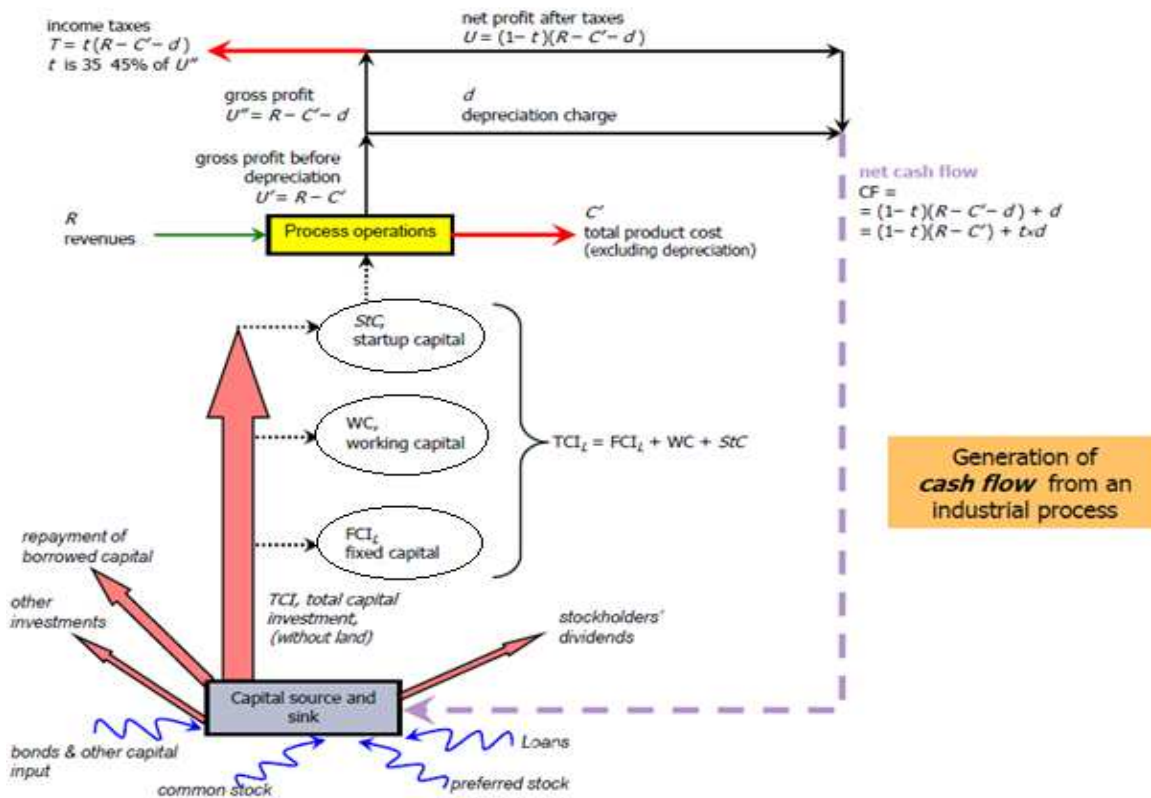 income taxes
T = t(R – C′– d)
t is 35 45% of U″
net profit after taxes
U = (1– t)(R – C′– d)
gross profit
U″ = R – C′– d
d
depreciation charge
gross profit before
depreciation
U′ = R – C′
net cash flow
CF =
= (1– t)(R – C′– d) + d
= (1– t)(R – C′) + t×d
R
revenues
Process operations
C′
total product cost
(excluding depreciation)
StC,
startup capital
WC,
working capital
TCIL = FCIL + WC + StC
Generation of
cash flow from an
industrial process
FCIL
fixed capital
repayment of
borrowed capital
other
investments
TCI, total capital
investment,
(without land)
stockholders'
dividends
Capital source and
sink
bonds & other capital
input
common stock
preferred stock
Loans